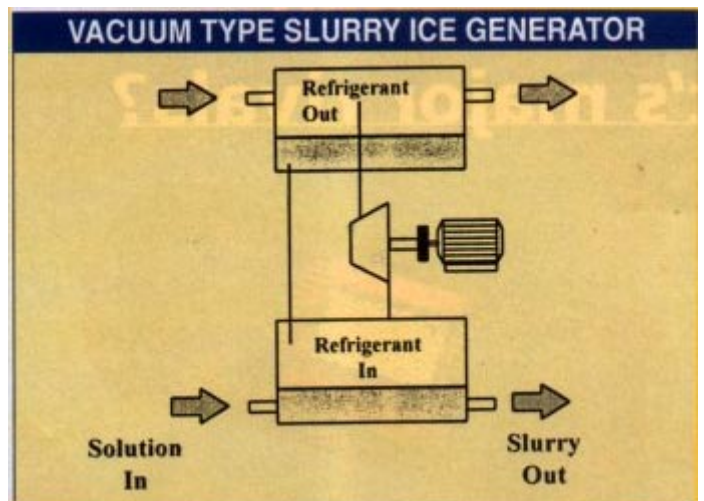 VACUUM TYPE SLURRY ICE GENERATOR
Refrigerant
Out
Refrigerant
In
Solution
In
Slurry
Out